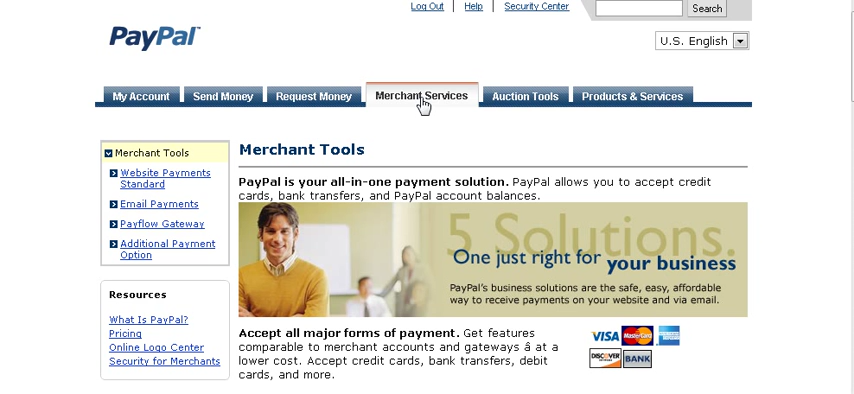 Log Out Help Security Center Search
PayPal
U.S. English
My Account Send Money Request Money Merchant Services Auction Tools Products & Services
Merchant Tools
Website Payments
Standard
Email Payments
Payflow Gateway
Additional Payment
Option
Resources
What Is PayPal?
Pricing
Online Logo Center
Security for Merchants
Merchant Tools
PayPal is your all-in-one payment solution. PayPal allows you to accept credit
cards, bank transfers, and PayPal account balances.
5 Solutions.
One just right for your business
PayPal's business solutions are the safe, easy, affordable
way to receive payments on your website and via email.
Accept all major forms of payment. Get features
comparable to merchant accounts and gateways â at a
lower cost. Accept credit cards, bank transfers, debit
cards, and more.
VISA MasterCard
DISCOVER BANK